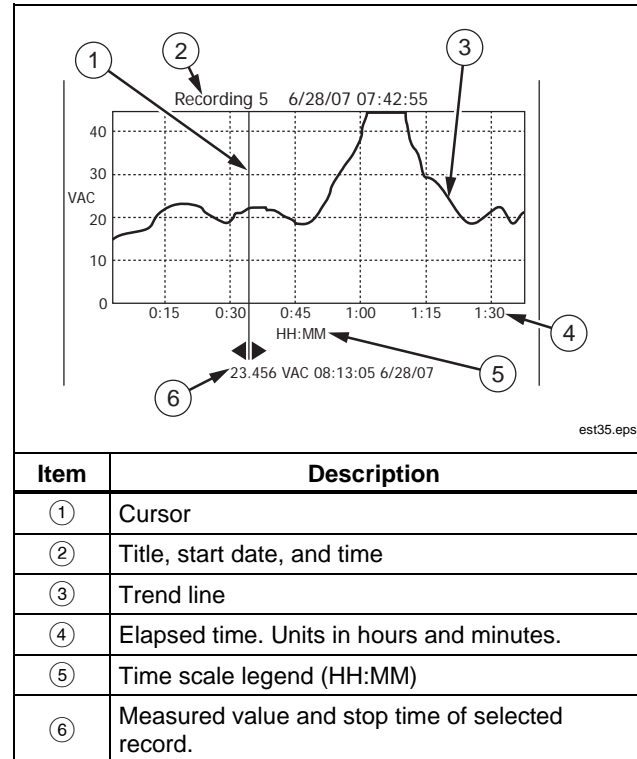 1
2
3
Recording 5 6/28/07 07:42:55
40
30
VAC
20
10
0
0:15 0:30 0:45 1:00 1:15 1:30
HH:MM
4
5
6
23.456 VAC 08:13:05 6/28/07
est35.eps
Item Description
1 Cursor
2 Title, start date, and time
3 Trend line
4 Elapsed time. Units in hours and minutes.
5 Time scale legend (HH:MM)
6 Measured value and stop time of selected
record.